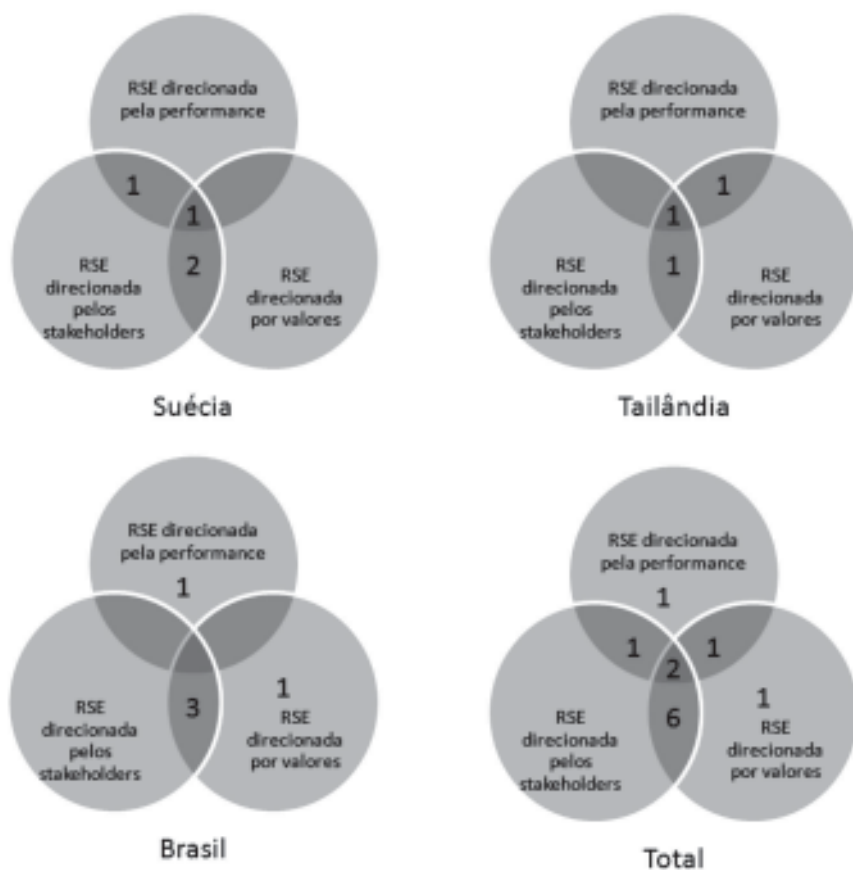 RSE direcionada
pela performance
1
1
2
RSE
direcionada
pelos
stakeholders
RSE
direcionada
por valores
Suécia
RSE direcionada
pela performance
1
1
1
RSE
direcionada
pelos
stakeholders
RSE
direcionada
por valores
Tailândia
RSE direcionada
pela performance
1
3
1
RSE
direcionada
pelos
stakeholders
RSE
direcionada
por valores
Brasil
RSE direcionada
pela performance
1
1
2
1
6
1
RSE
direcionada
pelos
stakeholders
RSE
direcionada
por valores
Total